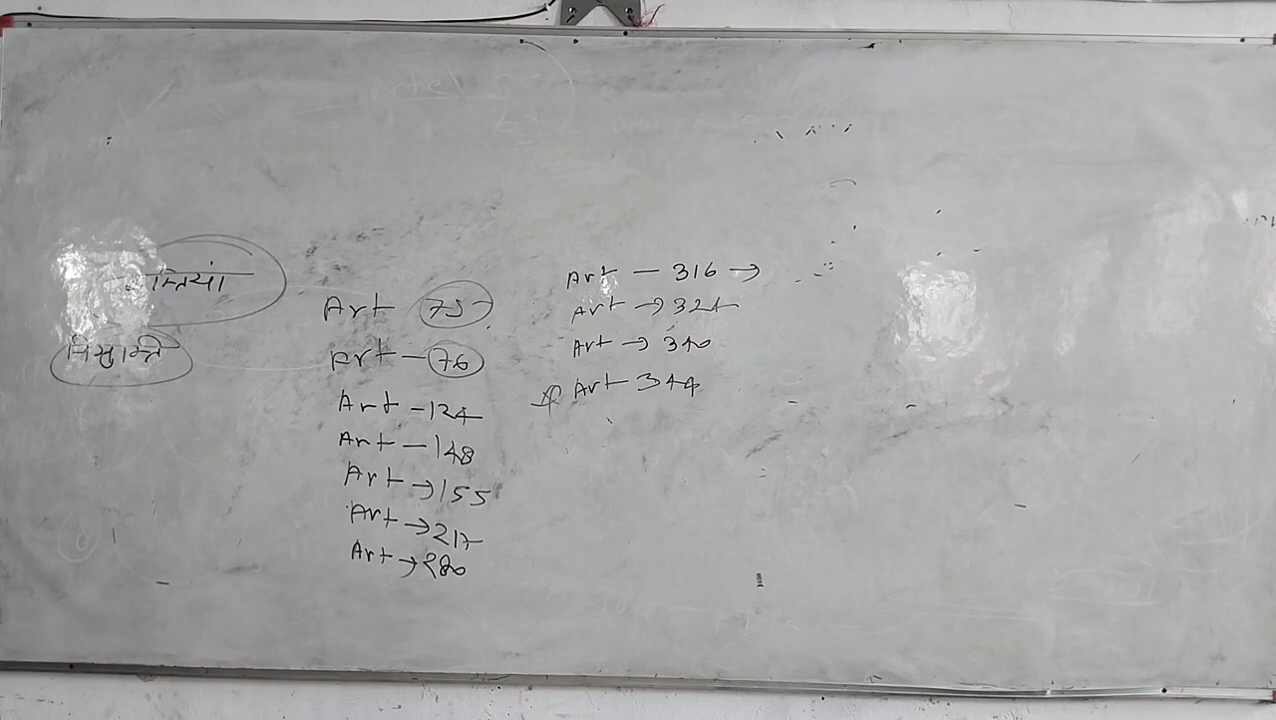 नियुक्ति
Art 75
Art - 76
Art - 124
Art - 148
Art → 155
Art → 217
Art → 280
Art - 316 →
Art → 324
Art → 340
* Art 344